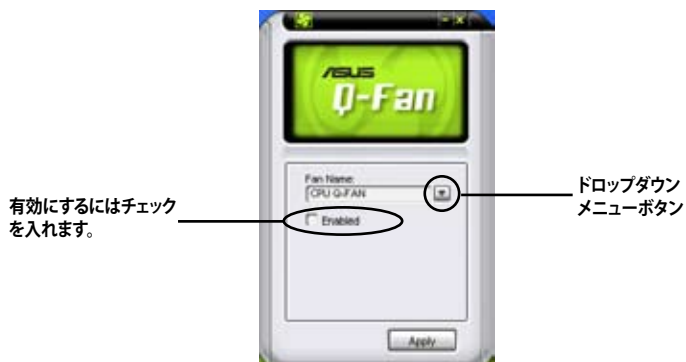 ASUS
Q-Fan
Fan Name:
CPU Q-FAN
Enabled
Apply
有効にするにはチェック
を入れます。
ドロップダウン
メニューボタン